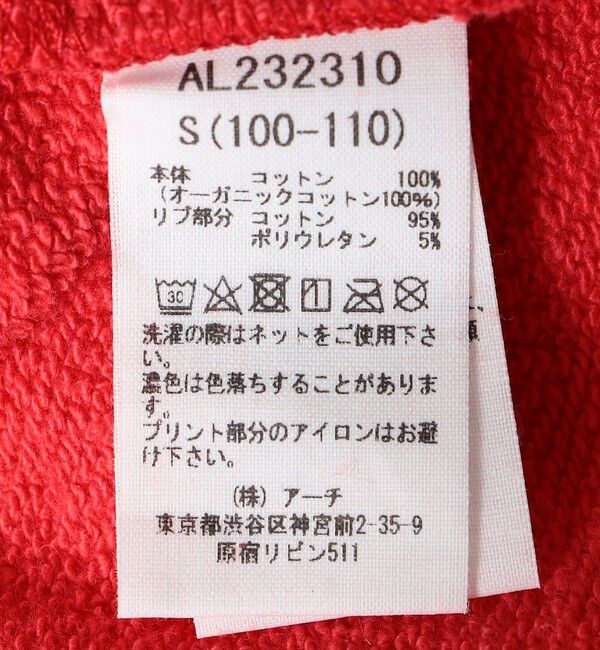 AL232310
S(100-110)
本体 コットン 100%
(オーガニックコットン100%)
リブ部分 コットン 95%
ポリウレタン 5%
30
洗濯の際はネットをご使用下さ
い。
濃色は色落ちすることがありま
す。
プリント部分のアイロンはお避
け下さい。
(株) アーチ
東京都渋谷区神宮前2-35-9
原宿リビン511